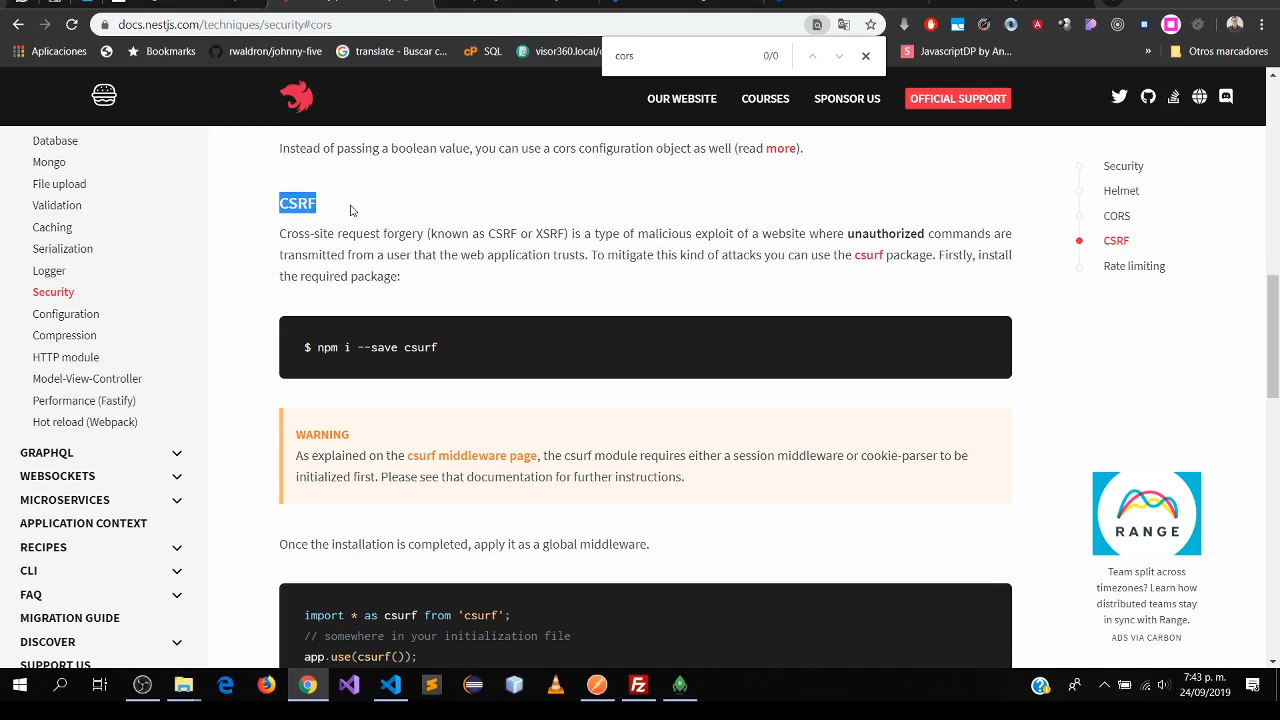 docs.nestjs.org/techniques/security#cors
Aplicaciones
Bookmarks
rwaldron/johnny-five
translate - Buscar c...
SQL
visor360.local/c
JavascriptDP by An...
»
Otros marcadores
cors
0/0
OUR WEBSITE
COURSES
SPONSOR US
OFFICIAL SUPPORT
Database
Mongo
File upload
Validation
Caching
Serialization
Logger
Security
Configuration
Compression
HTTP module
Model-View-Controller
Performance (Fastify)
Hot reload (Webpack)
GRAPHQL
WEBSOCKETS
MICROSERVICES
APPLICATION CONTEXT
RECIPES
CLI
FAQ
MIGRATION GUIDE
DISCOVER
SUPPORT US
Instead of passing a boolean value, you can use a cors configuration object as well (read more).
CSRF
Cross-site request forgery (known as CSRF or XSRF) is a type of malicious exploit of a website where unauthorized commands are
transmitted from a user that the web application trusts. To mitigate this kind of attacks you can use the csurf package. Firstly, install
the required package:
$ npm i --save csurf
WARNING
As explained on the csurf middleware page, the csurf module requires either a session middleware or cookie-parser to be
initialized first. Please see that documentation for further instructions.
Once the installation is completed, apply it as a global middleware.
import * as csurf from 'csurf';
// somewhere in your initialization file
app.use(csurf());
Security
Helmet
CORS
CSRF
Rate limiting
RANGE
Team split across
timezones? Learn how
distributed teams stay
in sync with Range.
ADS VIA CARBON
7:43 p. m.
24/09/2019